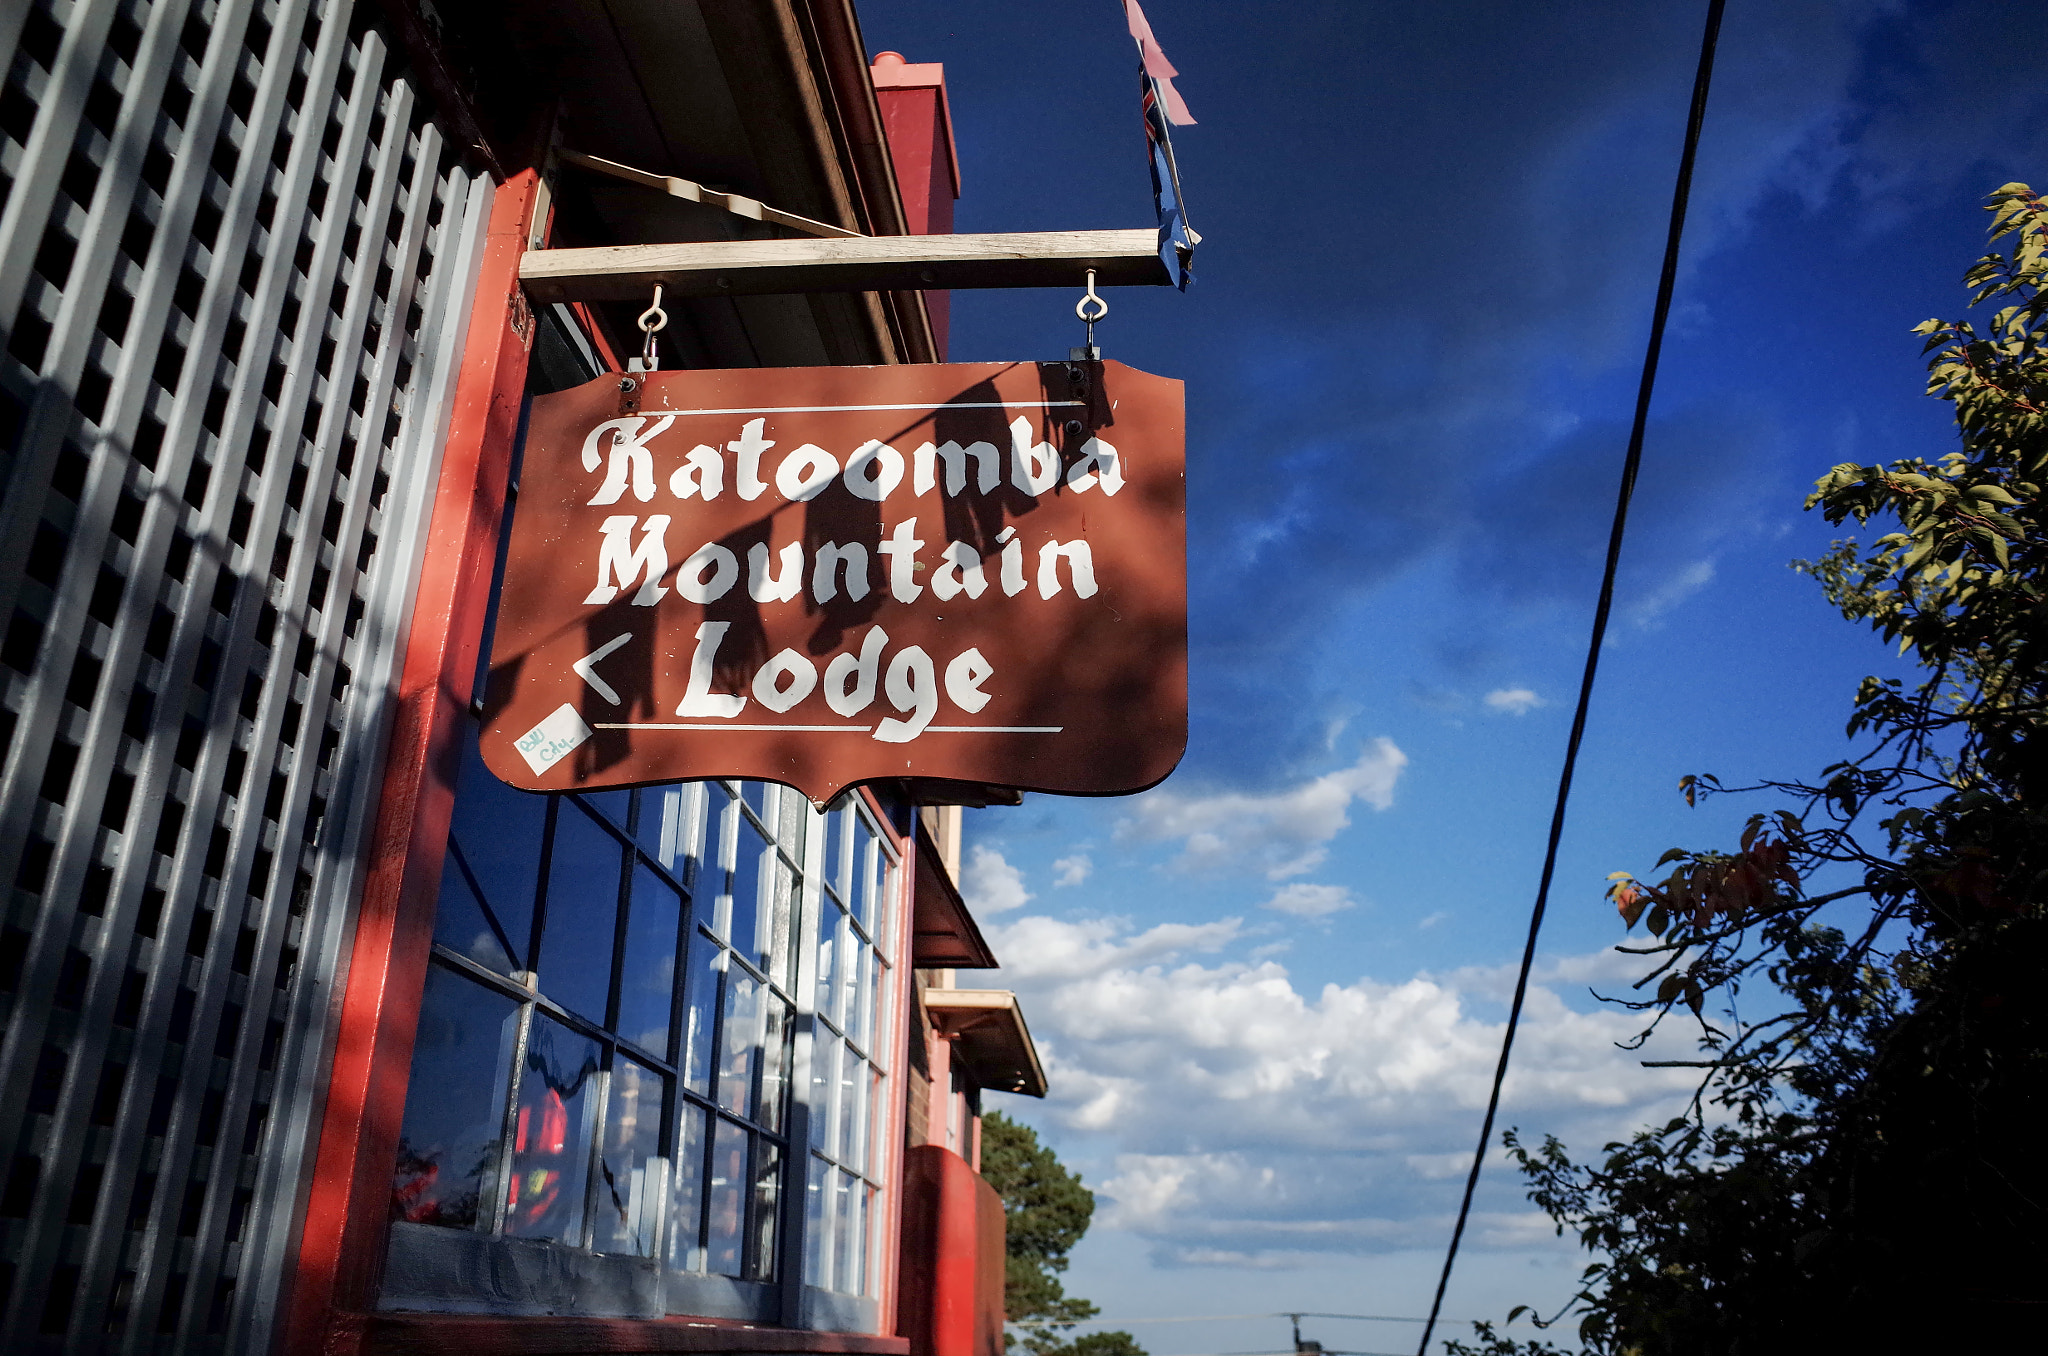 Katoomba
Mountain
< Lodge